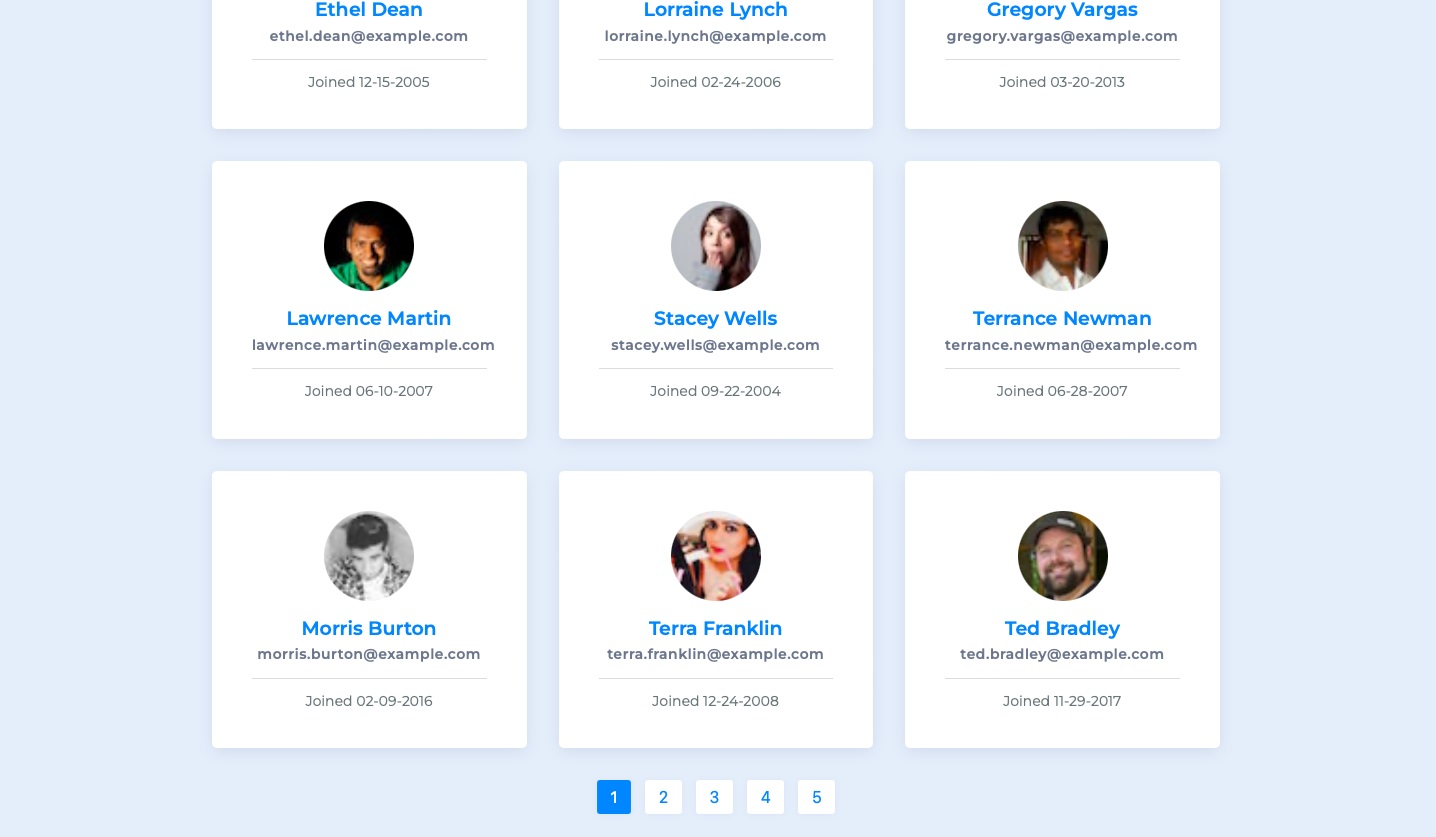 Ethel Dean
ethel.dean@example.com
Joined 12-15-2005
Lorraine Lynch
lorraine.lynch@example.com
Joined 02-24-2006
Gregory Vargas
gregory.vargas@example.com
Joined 03-20-2013
Lawrence Martin
lawrence.martin@example.com
Joined 06-10-2007
Stacey Wells
stacey.wells@example.com
Joined 09-22-2004
Terrance Newman
terrance.newman@example.com
Joined 06-28-2007
Morris Burton
morris.burton@example.com
Joined 02-09-2016
Terra Franklin
terra.franklin@example.com
Joined 12-24-2008
Ted Bradley
ted.bradley@example.com
Joined 11-29-2017
1 2 3 4 5